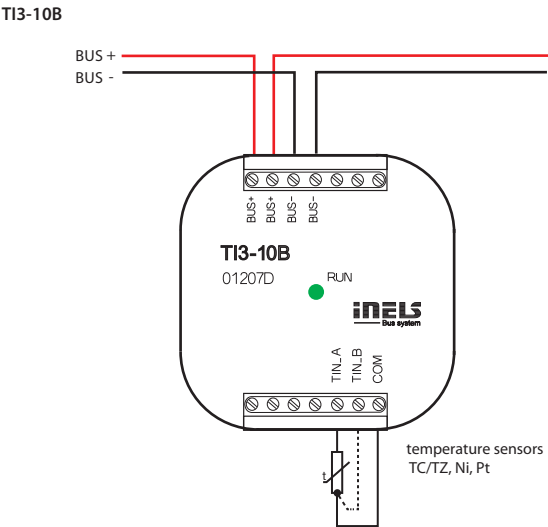 TI3-10B
BUS +
BUS -
BUS+
BUS+
BUS-
BUS-
TI3-10B
01207D
RUN
iNELS
Bus system
TIN_A
TIN_B
COM
t
temperature sensors
TC/TZ, Ni, Pt